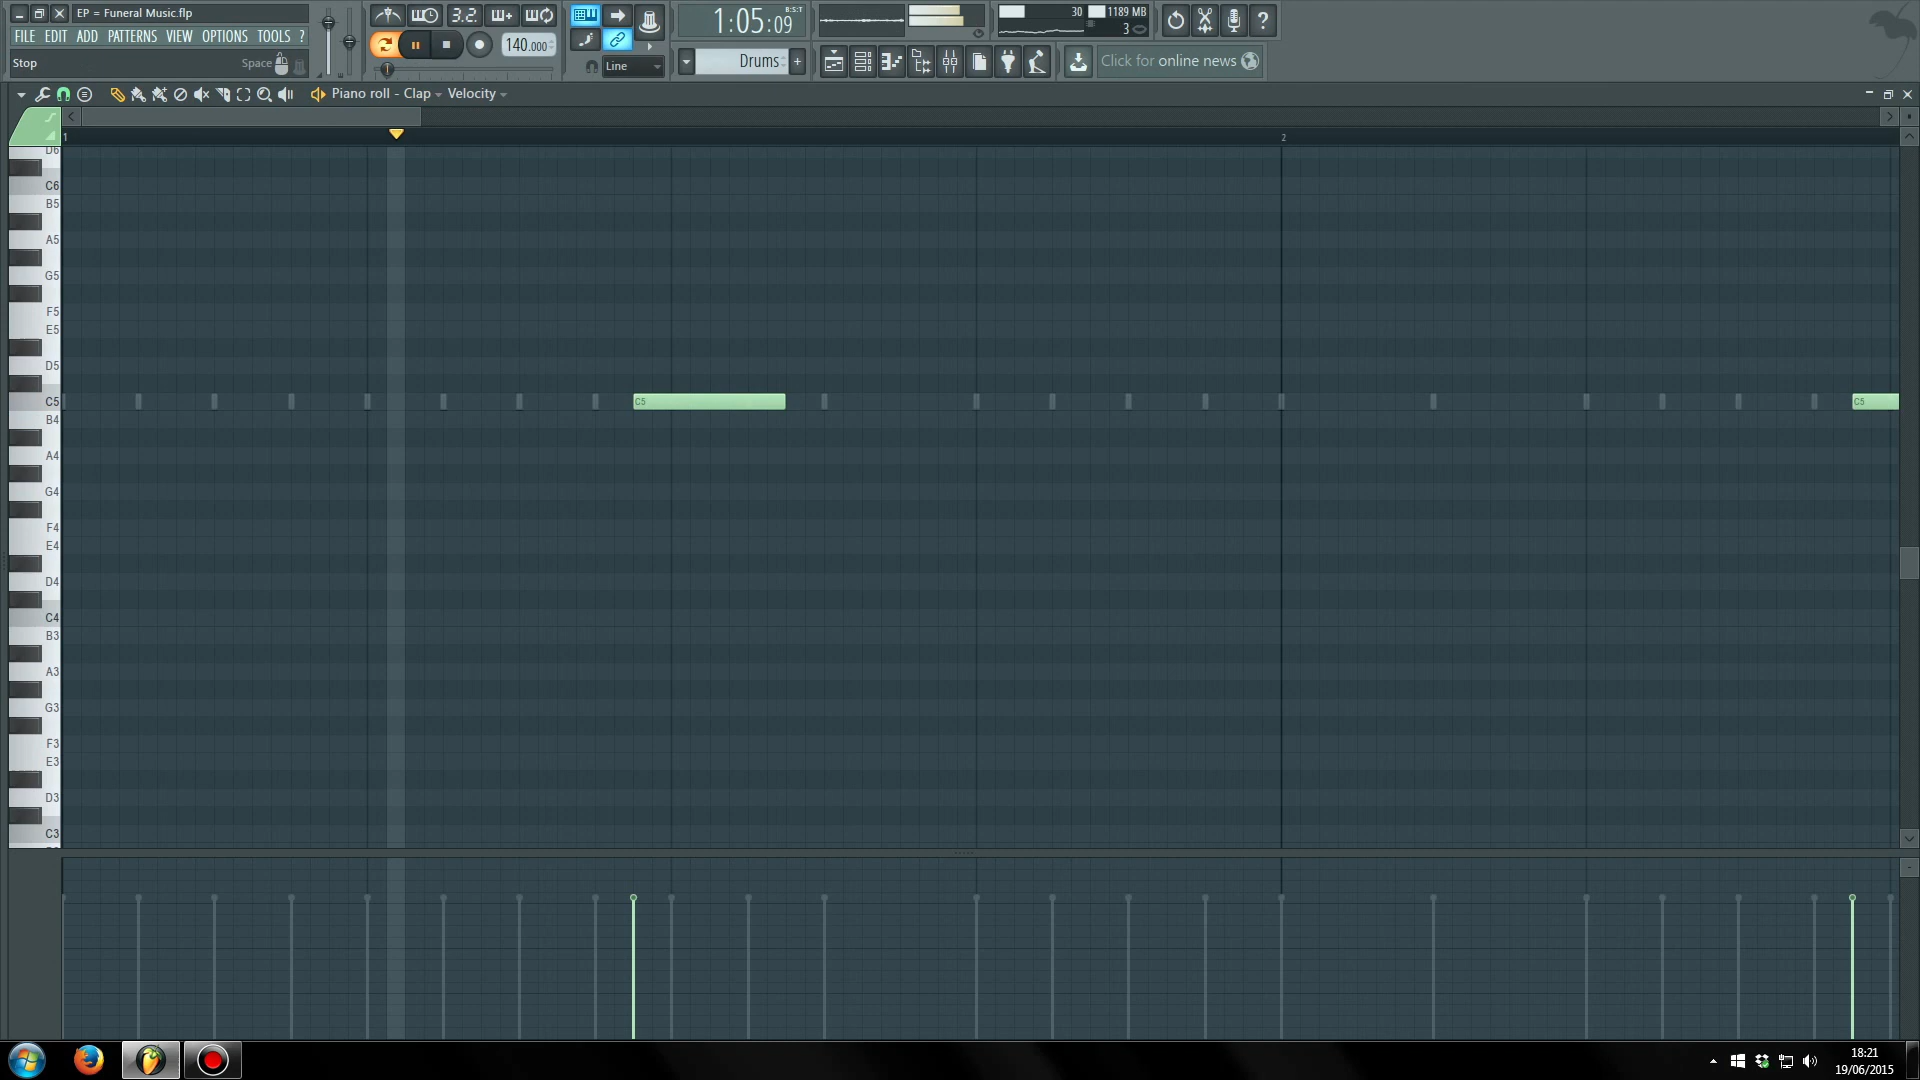 EP = Funeral Music.flp
FILE EDIT ADD PATTERNS VIEW OPTIONS TOOLS ?
Stop Space
3.2.
140.000
Line
1:05:09
B:S:T
Drums
+
30
1189 MB
3
?
Click for online news
Piano roll - Clap Velocity
1 2
D6
C6
B5
A5
G5
F5
E5
D5
C5 C5 C5
B4
A4
G4
F4
E4
D4
C4
B3
A3
G3
F3
E3
D3
C3
18:21
19/06/2015